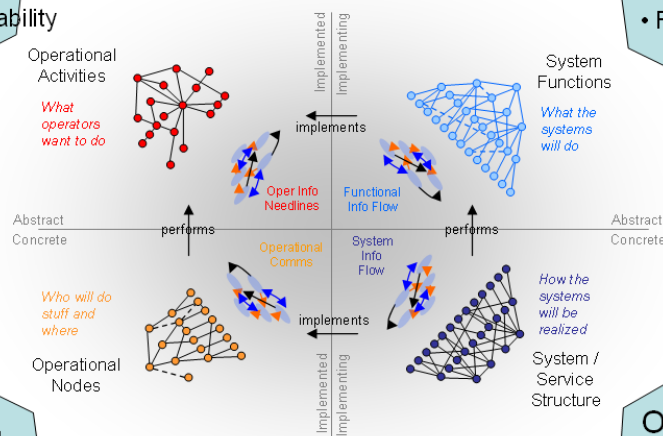 ability
• F
Operational
Activities
What
operators
want to do
Implemented
Implementing
System
Functions
What the
systems
will do
implements
Oper Info
Needlines
Functional
Info Flow
Abstract
Concrete
performs
performs
Abstract
Concrete
Operational
Comms
System
Info
Flow
Who will do
stuff and
where
Operational
Nodes
implements
Implemented
Implementing
How the
systems
will be
realized
System /
Service
Structure
O